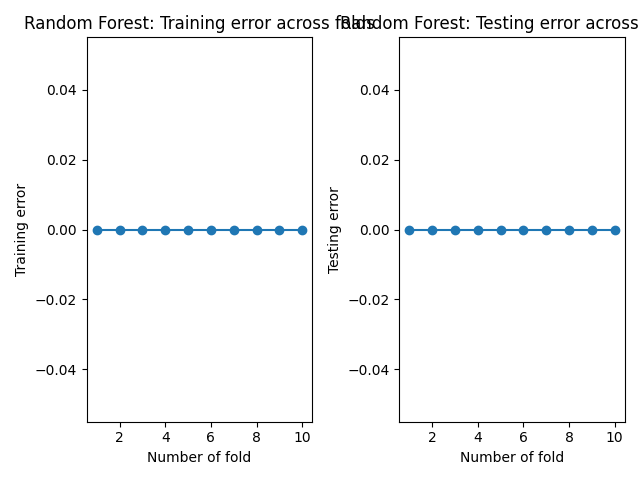 Random Forest: Training error across folds
Random Forest: Testing error across
0.04
0.02
0.00
−0.02
−0.04
Training error
2 4 6 8 10
Number of fold
0.04
0.02
0.00
−0.02
−0.04
Testing error
2 4 6 8 10
Number of fold